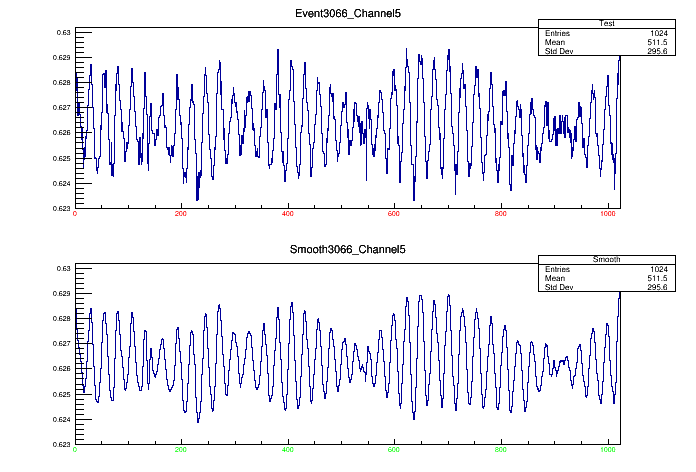 Event3066_Channel5
Test
Entries 1024
Mean 511.5
Std Dev 295.6
0.63
0.629
0.628
0.627
0.626
0.625
0.624
0.623
0 200 400 600 800 1000
Smooth3066_Channel5
Smooth
Entries 1024
Mean 511.5
Std Dev 295.6
0.63
0.629
0.628
0.627
0.626
0.625
0.624
0.623
0 200 400 600 800 1000